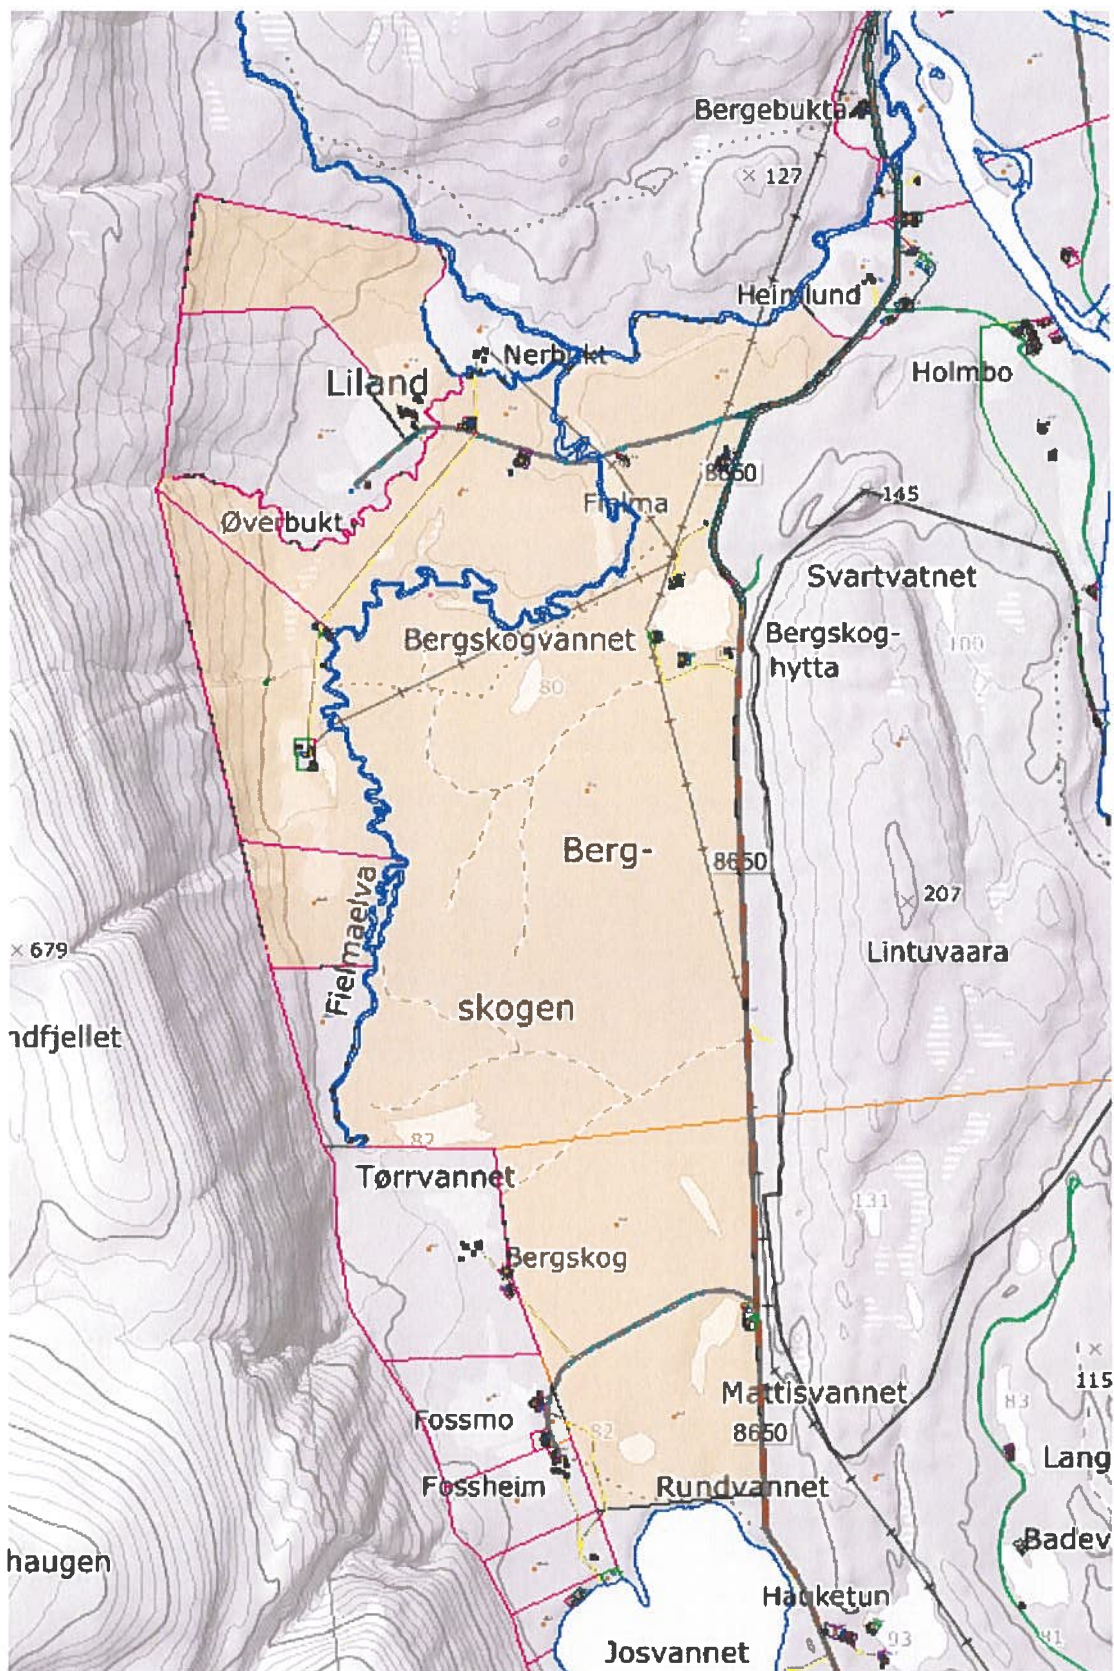 Bergebukta
127
Heimlund
Nerbukt
Liland
Holmbo
8650
Fielma
145
Øverbukt
Svartvatnet
Bergskogvannet
Bergskog-
hytta
100
80
Berg-
8650
207
Fielmaelva
679
Lintuvaara
skogen
ndfjellet
82
Tørrvannet
131
Bergskog
115
Mattisvannet
83
Fossmo
82
8650
Lang
Fossheim
Rundvannet
Badev
haugen
Hauketun
93
81
Josvannet